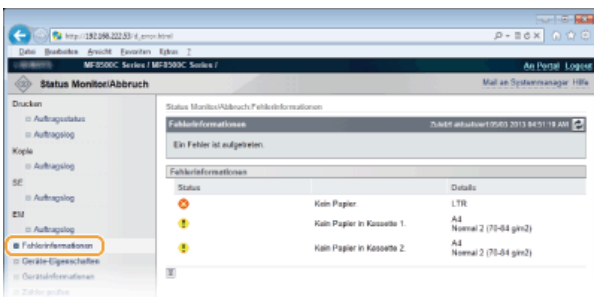 http://192.168.222.53/d_error.html
Datei Bearbeiten Ansicht Favoriten Extras ?
MF8500C Series / MF8500C Series /
An Portal Logout
Status Monitor/Abbruch
Mail an Systemmanager Hilfe
Drucken
Auftragsstatus
Auftragslog
Kopie
Auftragslog
SE
Auftragslog
EM
Auftragslog
Fehlerinformationen
Geräte-Eigenschaften
Geräteinformationen
Zähler prüfen
Status Monitor/Abbruch:Fehlerinformationen
Fehlerinformationen
Zuletzt aktualisiert:05/03 2013 04:51:19 AM
Ein Fehler ist aufgetreten.
Fehlerinformationen
Status Details
Kein Papier LTR
Kein Papier in Kassette 1. A4
Normal 2 (70-84 g/m2)
Kein Papier in Kassette 2. A4
Normal 2 (70-84 g/m2)